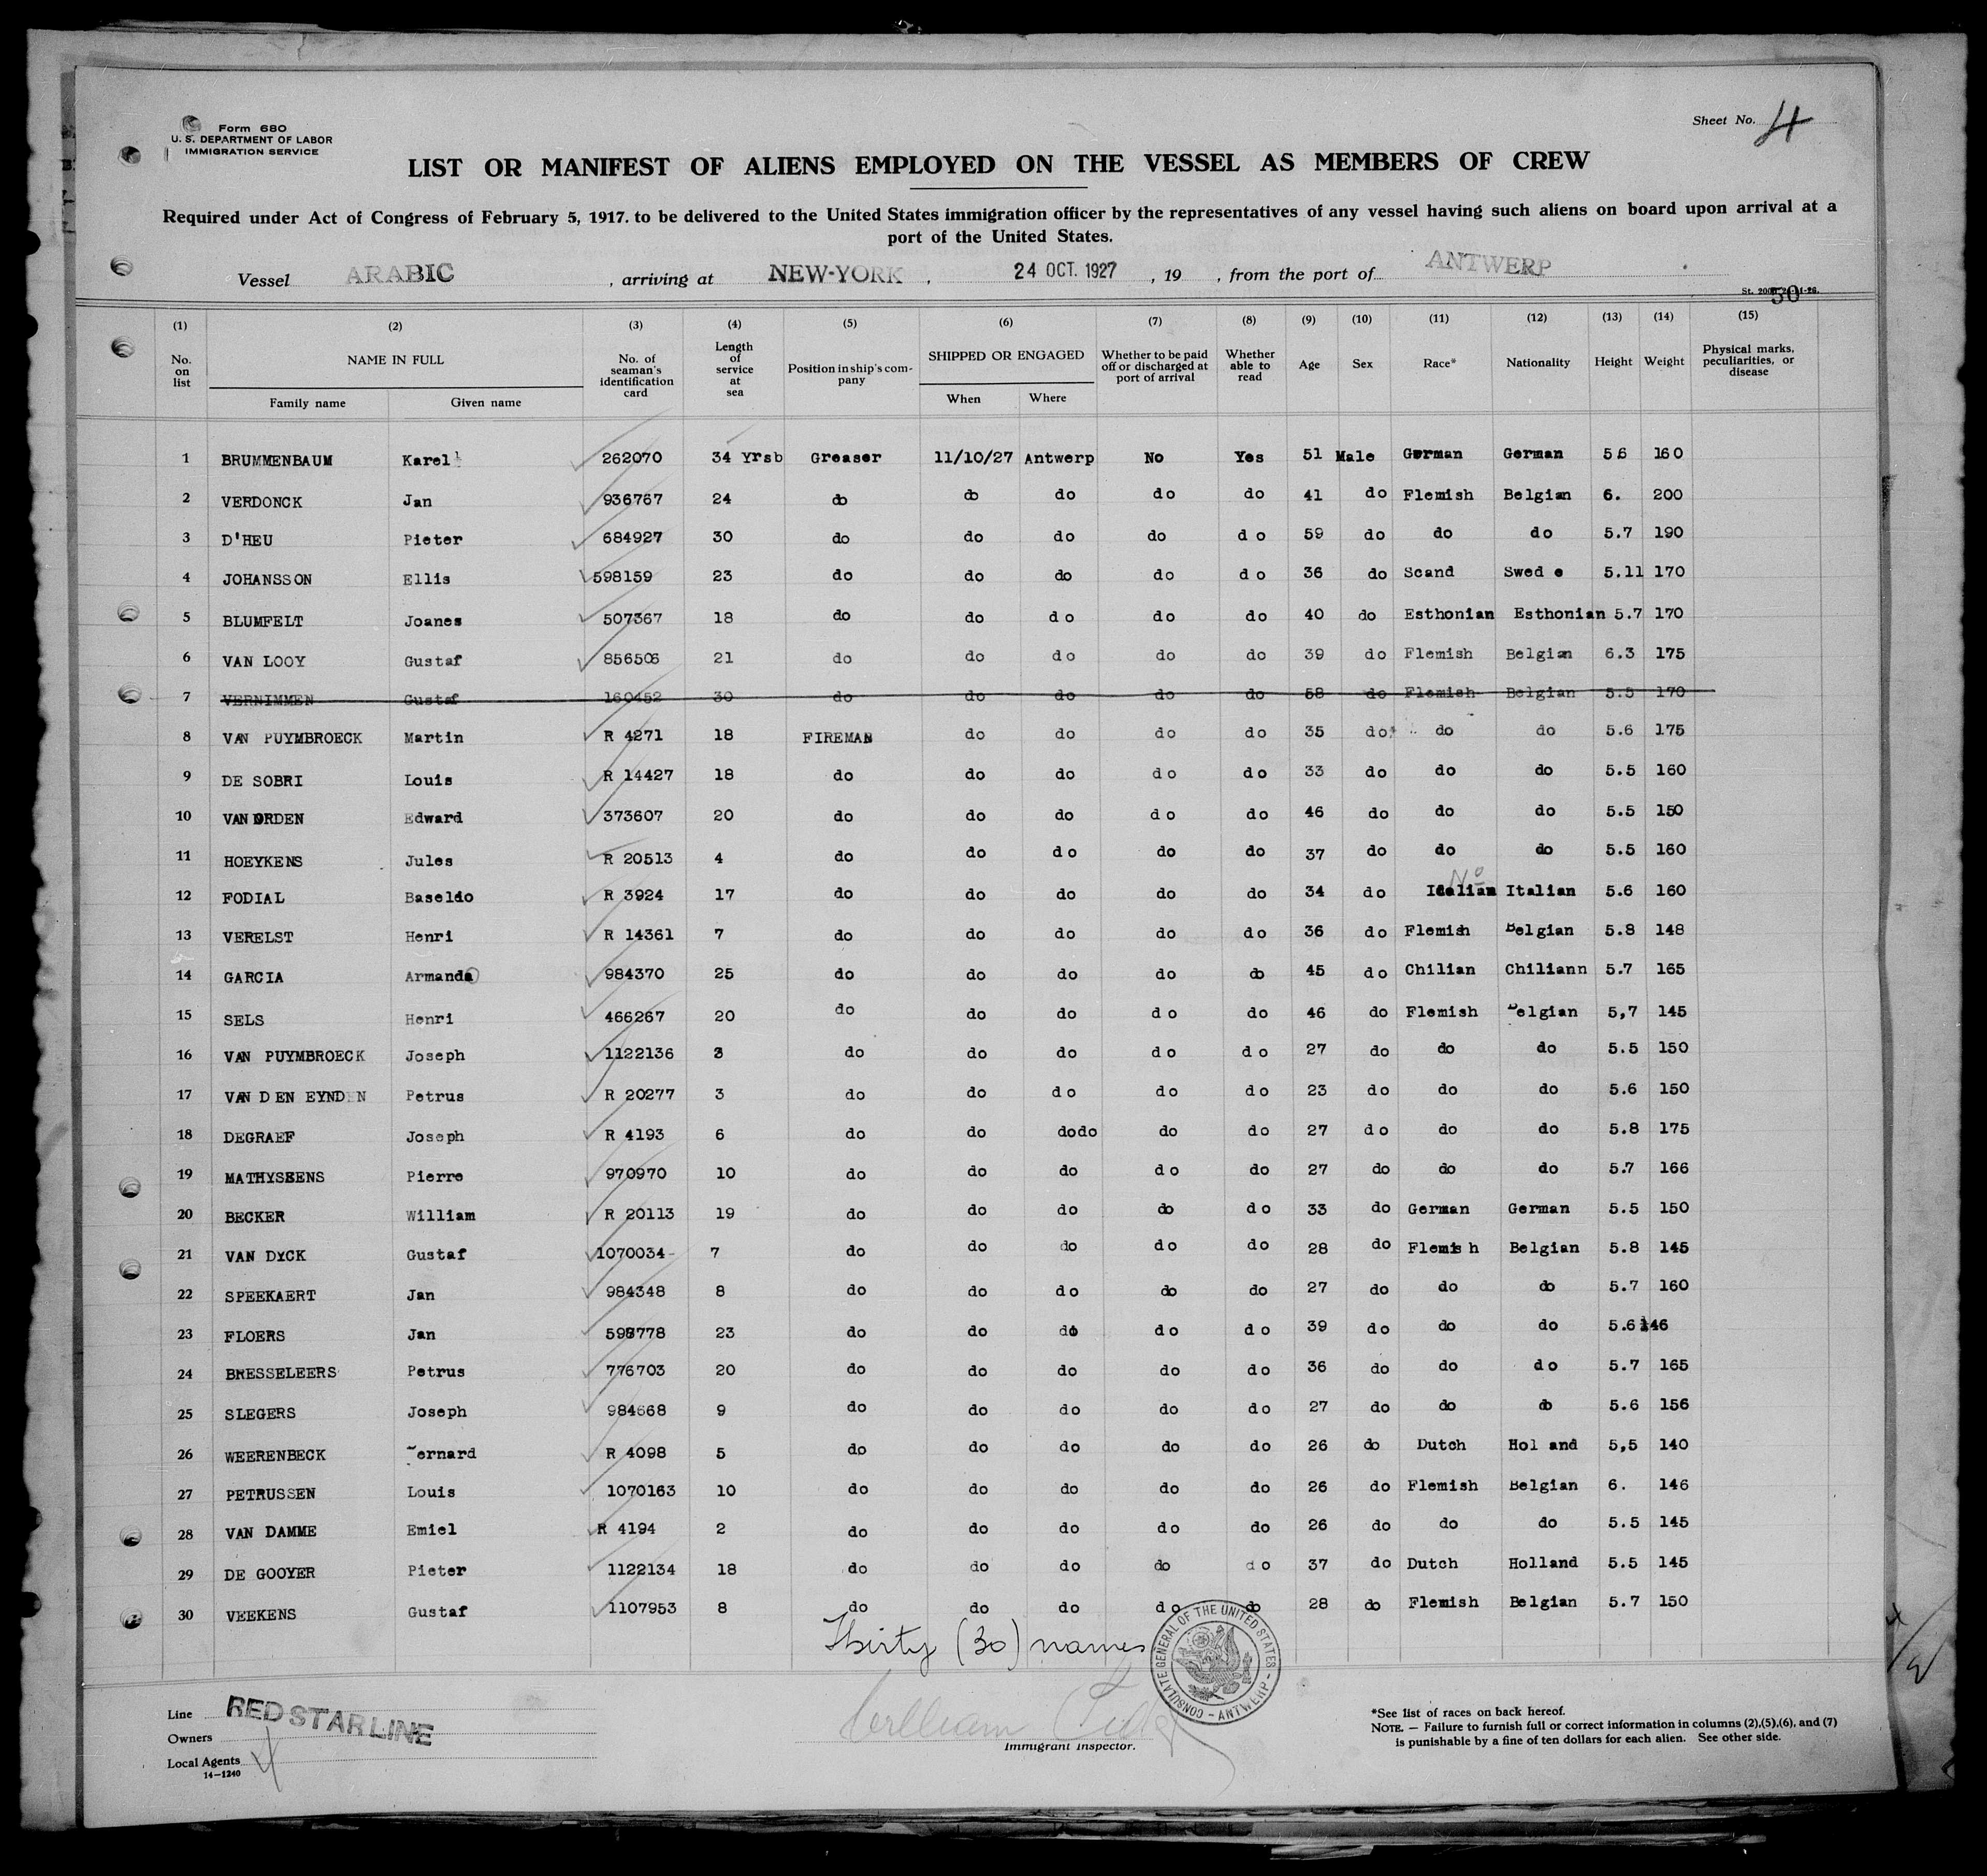 Form 680
U. S. DEPARTMENT OF LABOR
IMMIGRATION SERVICE
Sheet No. 4
LIST OR MANIFEST OF ALIENS EMPLOYED ON THE VESSEL AS MEMBERS OF CREW
Required under Act of Congress of February 5, 1917. to be delivered to the United States immigration officer by the representatives of any vessel having such aliens on board upon arrival at a
port of the United States.
Vessel ARABIC , arriving at NEW-YORK , 24 OCT. 1927 , 19 , from the port of ANTWERP
30
(1) (2) (3) (4) (5) (6) (7) (8) (9) (10) (11) (12) (13) (14) (15)
No. on list NAME IN FULL Family name Given name No. of seaman's identification card Length of service at sea Position in ship's company SHIPPED OR ENGAGED When Where Whether to be paid off or discharged at port of arrival Whether able to read Age Sex Race* Nationality Height Weight Physical marks, peculiarities, or disease
1 BRUMMENBAUM Karel 262070 34 Yrsb Greaser 11/10/27 Antwerp No Yes 51 Male German German 5 6 160
2 VERDONCK Jan 936767 24 do do do do do 41 do Flemish Belgian 6. 200
3 D'HEU Pieter 684927 30 do do do do do 59 do do do 5.7 190
4 JOHANSSON Ellis 598159 23 do do do do do 36 do Scand Swed e 5.11 170
5 BLUMFELT Joanes 507367 18 do do do do do 40 do Esthonian Esthonian 5.7 170
6 VAN LOOY Gustaf 856506 21 do do do do do 39 do Flemish Belgian 6.3 175
7 VERNIMMEN Gustaf 160452 30 do do do do do 58 do Flemish Belgian 5.5 170
8 VAN PUYMBROECK Martin R 4271 18 FIREMAN do do do do 35 do do do 5.6 175
9 DE SOBRI Louis R 14427 18 do do do do do 33 do do do 5.5 160
10 VAN ORDEN Edward 373607 20 do do do do do 46 do do do 5.5 150
11 HOEYKENS Jules R 20513 4 do do do do do 37 do do do 5.5 160
12 FODIAL Baseldo R 3924 17 do do do do do 34 do Italian No Italian 5.6 160
13 VERELST Henri R 14361 7 do do do do do 36 do Flemish Belgian 5.8 148
14 GARCIA Armando 984370 25 do do do do do 45 do Chilian Chiliann 5.7 165
15 SELS Henri 466267 20 do do do do do 46 do Flemish Belgian 5,7 145
16 VAN PUYMBROECK Joseph 1122136 3 do do do do do 27 do do do 5.5 150
17 VAN DEN EYNDEN Petrus R 20277 3 do do do do do 23 do do do 5.6 150
18 DEGRAEF Joseph R 4193 6 do do dodo do do 27 do do do 5.8 175
19 MATHYSSENS Pierre 970970 10 do do do do do 27 do do do 5.7 166
20 BECKER William R 20113 19 do do do do do 33 do German German 5.5 150
21 VAN DYCK Gustaf 1070034- 7 do do do do do 28 do Flemish Belgian 5.8 145
22 SPEEKAERT Jan 984348 8 do do do do do 27 do do do 5.7 160
23 FLOERS Jan 598778 23 do do do do do 39 do do do 5.6 146
24 BRESSELEERS Petrus 776703 20 do do do do do 36 do do do 5.7 165
25 SLEGERS Joseph 984668 9 do do do do do 27 do do do 5.6 156
26 WEERENBECK Bernard R 4098 5 do do do do do 26 do Dutch Hol and 5,5 140
27 PETRUSSEN Louis 1070163 10 do do do do do 26 do Flemish Belgian 6. 146
28 VAN DAMME Emiel R 4194 2 do do do do do 26 do do do 5.5 145
29 DE GOOYER Pieter 1122134 18 do do do do do 37 do Dutch Holland 5.5 145
30 VEEKENS Gustaf 1107953 8 do do do do do 28 do Flemish Belgian 5.7 150
Thirty (30) names
CONSULATE GENERAL OF THE UNITED STATES - ANTWERP -
Line RED STAR LINE
Owners
Local Agents
14—1240
William
Immigrant Inspector.
*See list of races on back hereof.
NOTE. — Failure to furnish full or correct information in columns (2),(5),(6), and (7)
is punishable by a fine of ten dollars for each alien. See other side.